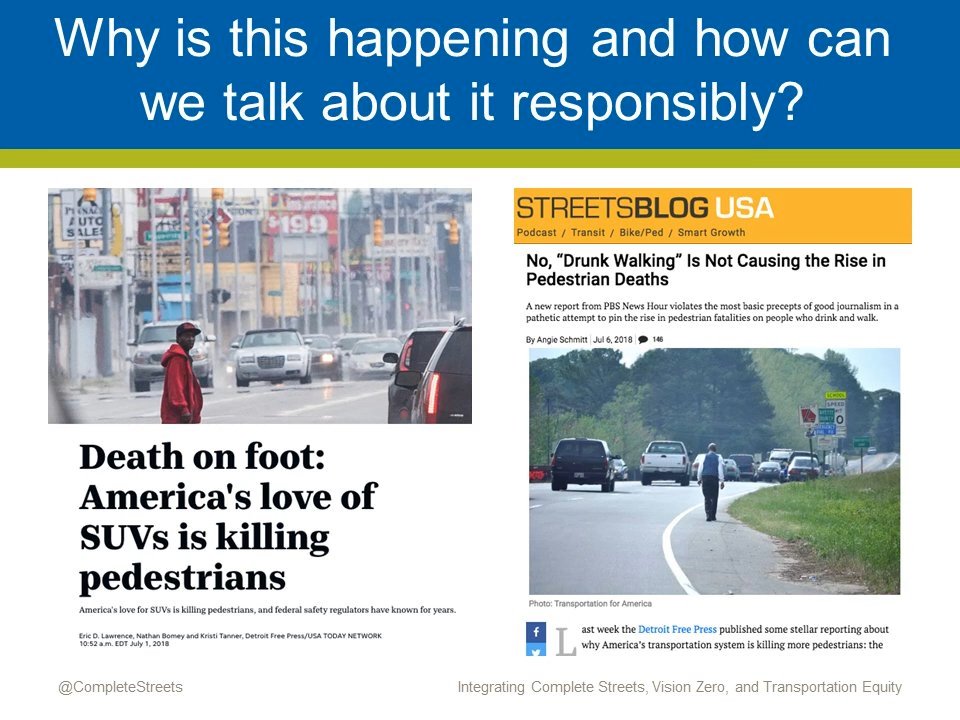 Why is this happening and how can
we talk about it responsibly?
AUTO
SALES
$199
Death on foot:
America's love of
SUVs is killing
pedestrians
America's love for SUVs is killing pedestrians, and federal safety regulators have known for years.
Eric D. Lawrence, Nathan Bomey and Kristi Tanner, Detroit Free Press/USA TODAY NETWORK
10:52 a.m. EDT July 1, 2018
STREETSBLOG USA
Podcast / Transit / Bike/Ped / Smart Growth
No, “Drunk Walking” Is Not Causing the Rise in
Pedestrian Deaths
A new report from PBS News Hour violates the most basic precepts of good journalism in a
pathetic attempt to pin the rise in pedestrian fatalities on people who drink and walk.
By Angie Schmitt | Jul 6, 2018 | 146
SCHOOL
SPEED
Photo: Transportation for America
Last week the Detroit Free Press published some stellar reporting about
why America's transportation system is killing more pedestrians: the
@CompleteStreets
Integrating Complete Streets, Vision Zero, and Transportation Equity